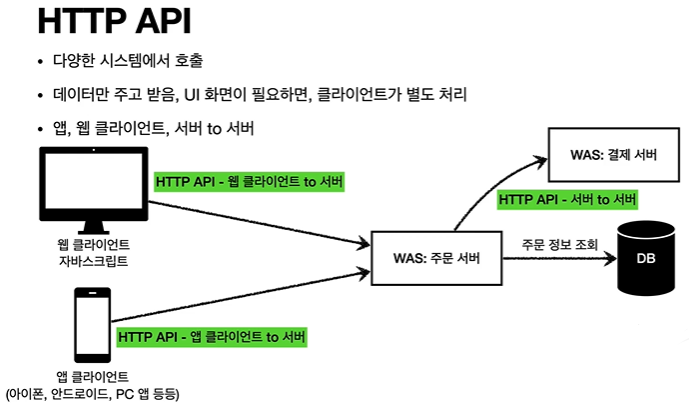 HTTP API
• 다양한 시스템에서 호출
• 데이터만 주고 받음, UI 화면이 필요하면, 클라이언트가 별도 처리
• 앱, 웹 클라이언트, 서버 to 서버
HTTP API - 웹 클라이언트 to 서버
WAS: 결제 서버
HTTP API - 서버 to 서버
웹 클라이언트
자바스크립트
WAS: 주문 서버
주문 정보 조회
DB
HTTP API - 앱 클라이언트 to 서버
앱 클라이언트
(아이폰, 안드로이드, PC 앱 등등)